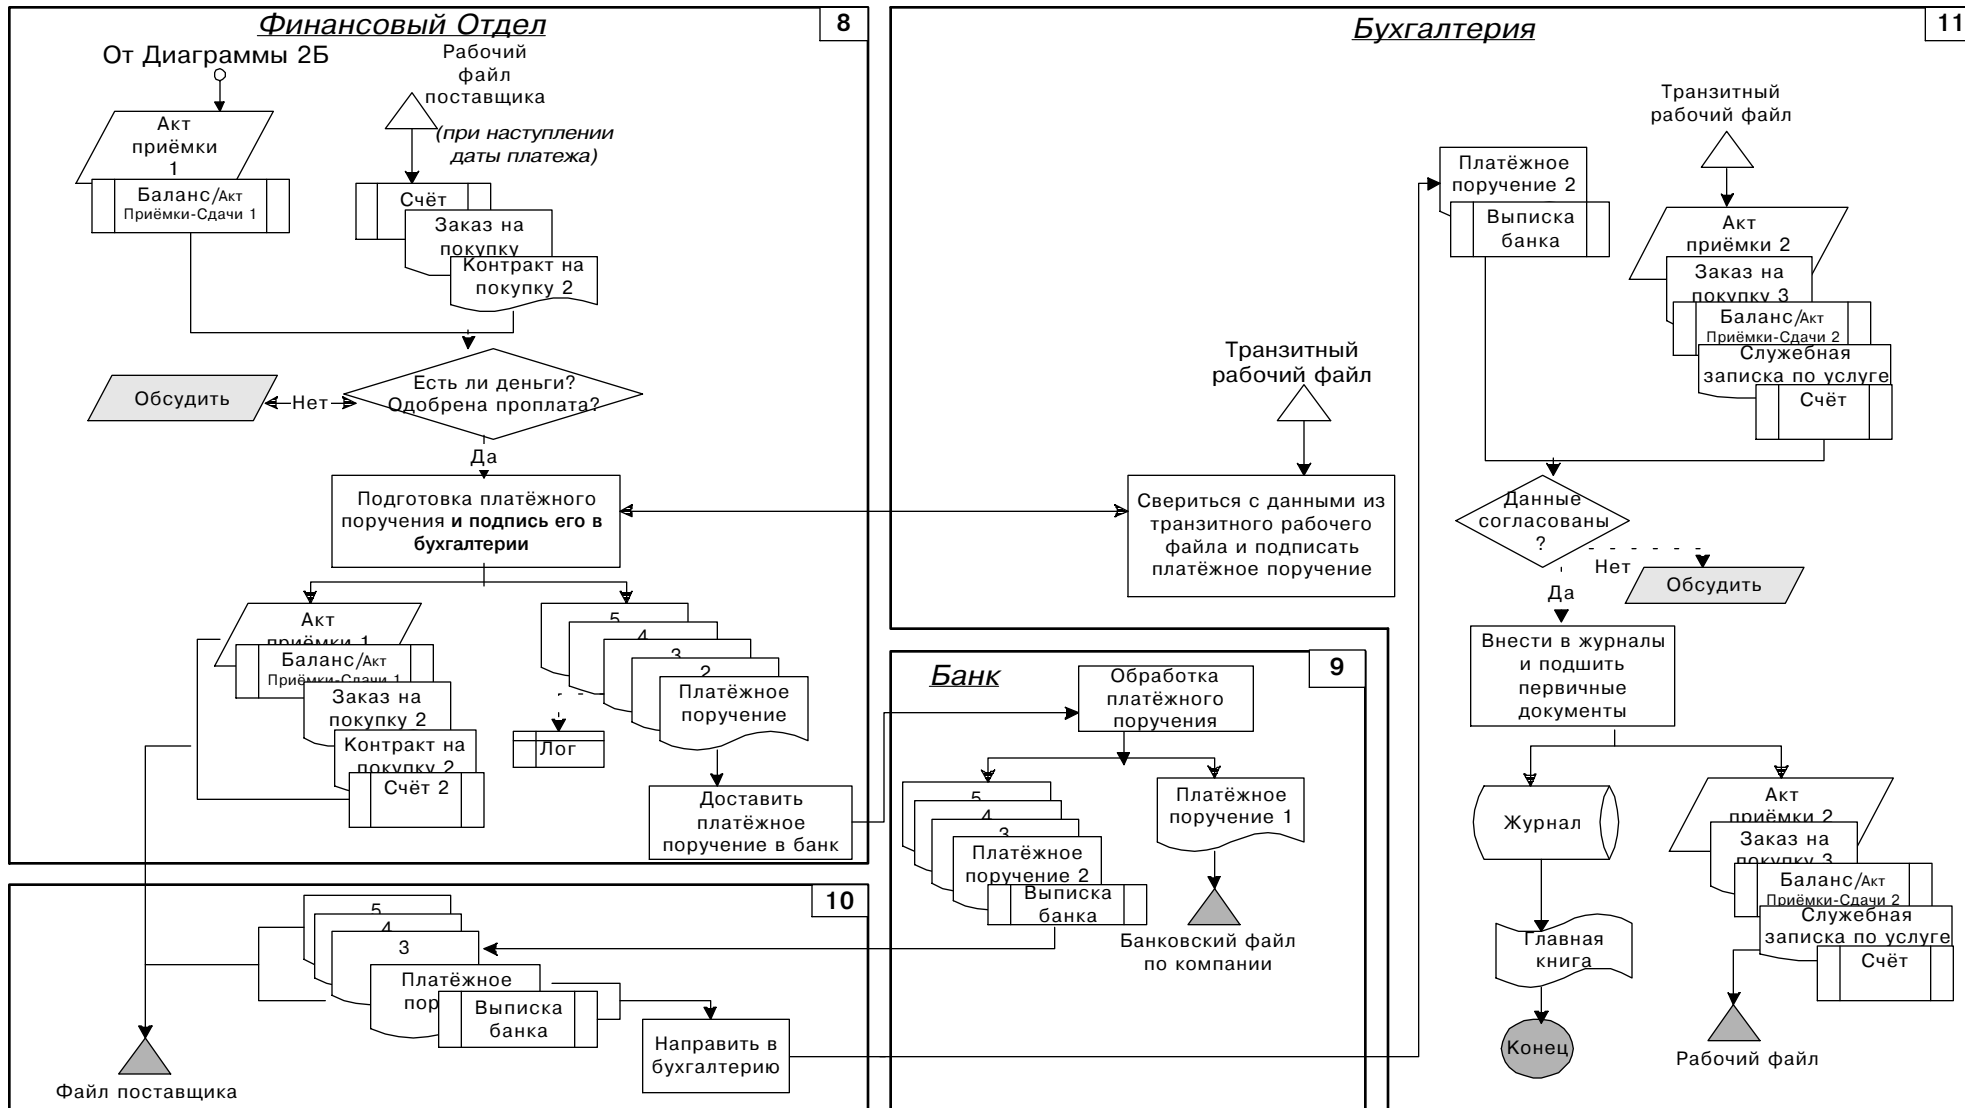 Финансовый Отдел
8
От Диаграммы 2Б
Рабочий
файл
поставщика
(при наступлении
даты платежа)
Акт
приёмки
1
Баланс/Акт
Приёмки-Сдачи 1
Счёт
Заказ на
покупку
Контракт на
покупку 2
Есть ли деньги?
Одобрена проплата?
Нет
Обсудить
Да
Подготовка платёжного
поручения и подпись его в
бухгалтерии
Акт
приёмки 1
Баланс/Акт
Приёмки-Сдачи 1
Заказ на
покупку 2
Контракт на
покупку 2
Счёт 2
5
4
3
2
Платёжное
поручение
Лог
Доставить
платёжное
поручение в банк
10
5
4
3
Платёжное
пор
Выписка
банка
Направить в
бухгалтерию
Файл поставщика
Банк
9
Обработка
платёжного
поручения
5
4
3
Платёжное
поручение 2
Выписка
банка
Платёжное
поручение 1
Банковский файл
по компании
Бухгалтерия
11
Транзитный
рабочий файл
Свериться с данными из
транзитного рабочего
файла и подписать
платёжное поручение
Платёжное
поручение 2
Выписка
банка
Транзитный
рабочий файл
Акт
приёмки 2
Заказ на
покупку 3
Баланс/Акт
Приёмки-Сдачи 2
Служебная
записка по услуге
Счёт
Данные
согласованы
?
Нет
Обсудить
Да
Внести в журналы
и подшить
первичные
документы
Журнал
Главная
книга
Конец
Акт
приёмки 2
Заказ на
покупку 3
Баланс/Акт
Приёмки-Сдачи 2
Служебная
записка по услуге
Счёт
Рабочий файл